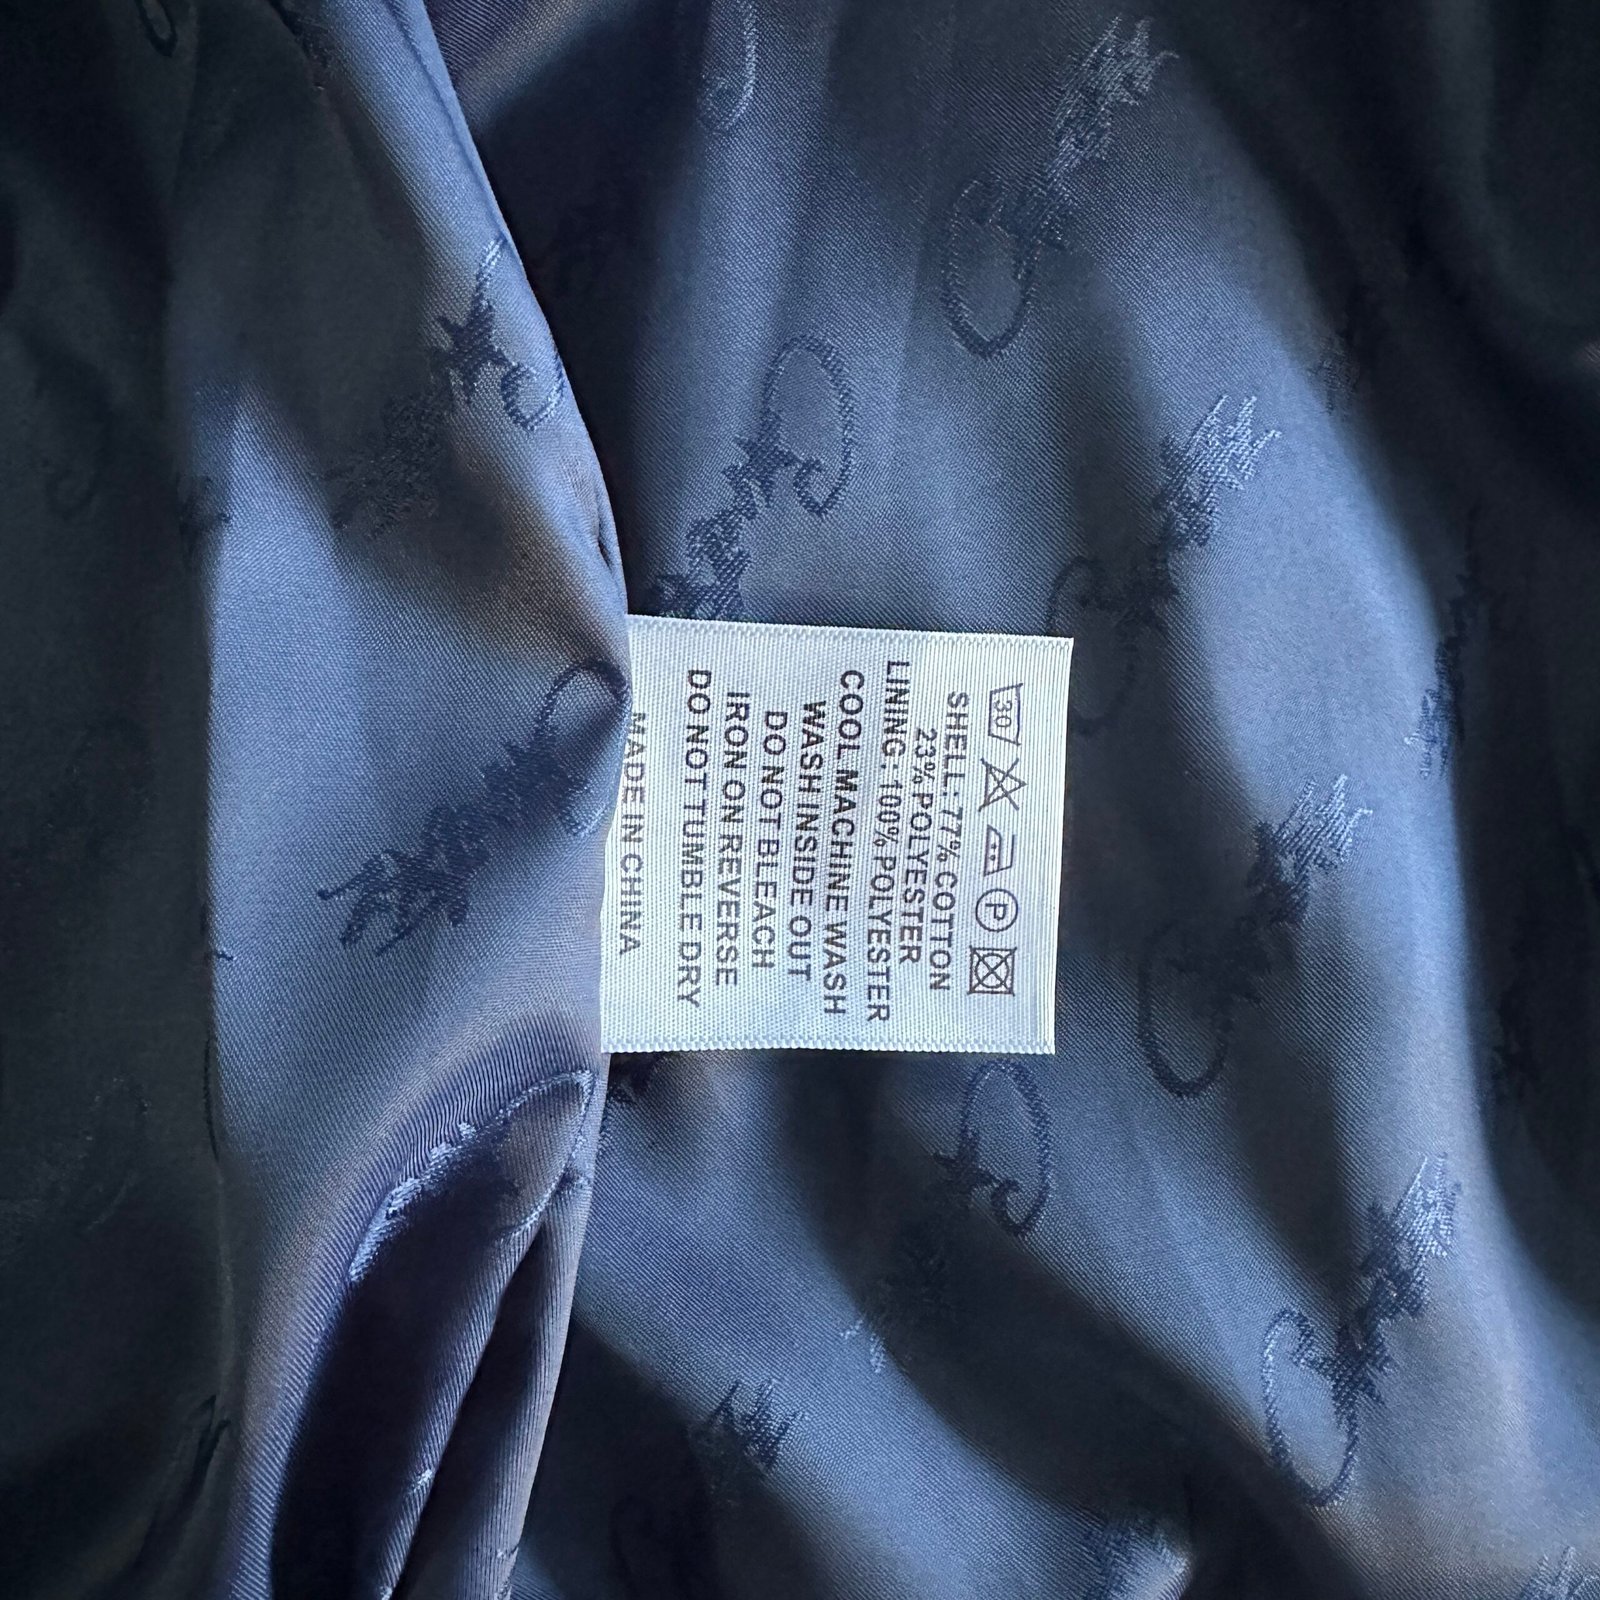 30
P
SHELL: 77% COTTON
23% POLYESTER
LINING: 100% POLYESTER
COOL MACHINE WASH
WASH INSIDE OUT
DO NOT BLEACH
IRON ON REVERSE
DO NOT TUMBLE DRY
MADE IN CHINA